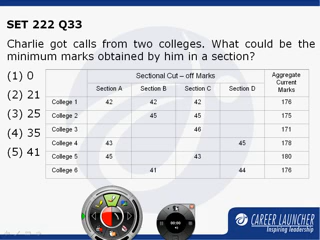 SET 222 Q33
Charlie got calls from two colleges. What could be the
minimum marks obtained by him in a section?
(1) 0
(2) 21
(3) 25
(4) 35
(5) 41
Sectional Cut – off Marks Aggregate Current Marks
Section A Section B Section C Section D
College 1 42 42 42 176
College 2 45 45 175
College 3 46 171
College 4 43 45 178
College 5 45 43 180
College 6 41 44 176
CAREER LAUNCHER
Inspiring leadership